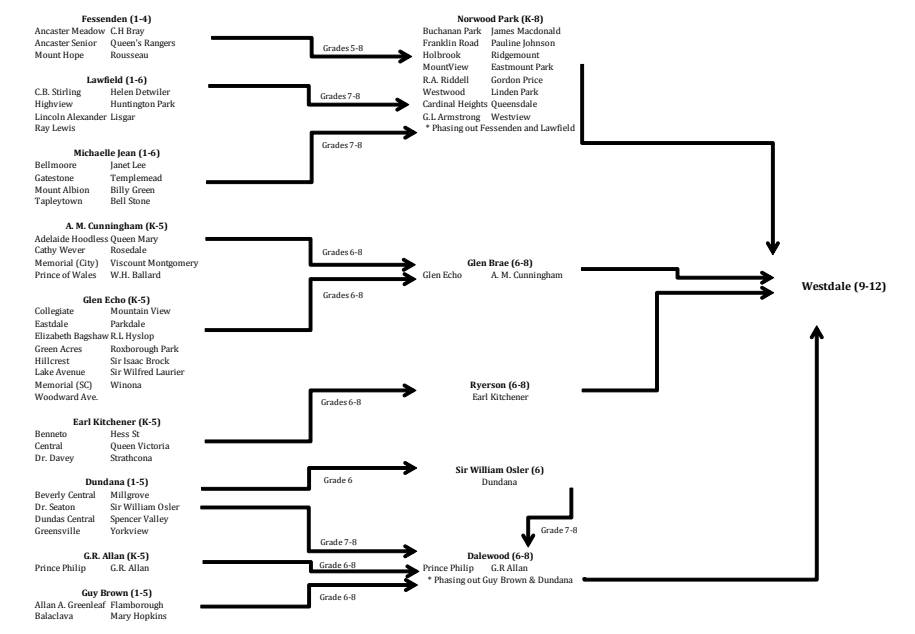 Fessenden (1-4)
Ancaster Meadow C.H Bray
Ancaster Senior Queen's Rangers
Mount Hope Rousseau
Grades 5-8
Lawfield (1-6)
C.B. Stirling Helen Detwiler
Highview Huntington Park
Lincoln Alexander Lisgar
Ray Lewis
Grades 7-8
Michaelle Jean (1-6)
Bellmoore Janet Lee
Gatestone Templemead
Mount Albion Billy Green
Tapleytown Bell Stone
Grades 7-8
Norwood Park (K-8)
Buchanan Park James Macdonald
Franklin Road Pauline Johnson
Holbrook Ridgemount
MountView Eastmount Park
R.A. Riddell Gordon Price
Westwood Linden Park
Cardinal Heights Queensdale
G.L Armstrong Westview
* Phasing out Fessenden and Lawfield
A. M. Cunningham (K-5)
Adelaide Hoodless Queen Mary
Cathy Wever Rosedale
Memorial (City) Viscount Montgomery
Prince of Wales W.H. Ballard
Grades 6-8
Glen Echo (K-5)
Collegiate Mountain View
Eastdale Parkdale
Elizabeth Bagshaw R.L Hyslop
Green Acres Roxborough Park
Hillcrest Sir Isaac Brock
Lake Avenue Sir Wilfred Laurier
Memorial (SC) Winona
Woodward Ave.
Grades 6-8
Glen Brae (6-8)
Glen Echo A. M. Cunningham
Westdale (9-12)
Earl Kitchener (K-5)
Benneto Hess St
Central Queen Victoria
Dr. Davey Strathcona
Grades 6-8
Ryerson (6-8)
Earl Kitchener
Dundana (1-5)
Beverly Central Millgrove
Dr. Seaton Sir William Osler
Dundas Central Spencer Valley
Greensville Yorkview
Grade 6
Grade 7-8
Sir William Osler (6)
Dundana
Grade 7-8
G.R. Allan (K-5)
Prince Philip G.R. Allan
Grade 6-8
Guy Brown (1-5)
Allan A. Greenleaf Flamborough
Balaclava Mary Hopkins
Grade 6-8
Dalewood (6-8)
Prince Philip G.R Allan
* Phasing out Guy Brown & Dundana